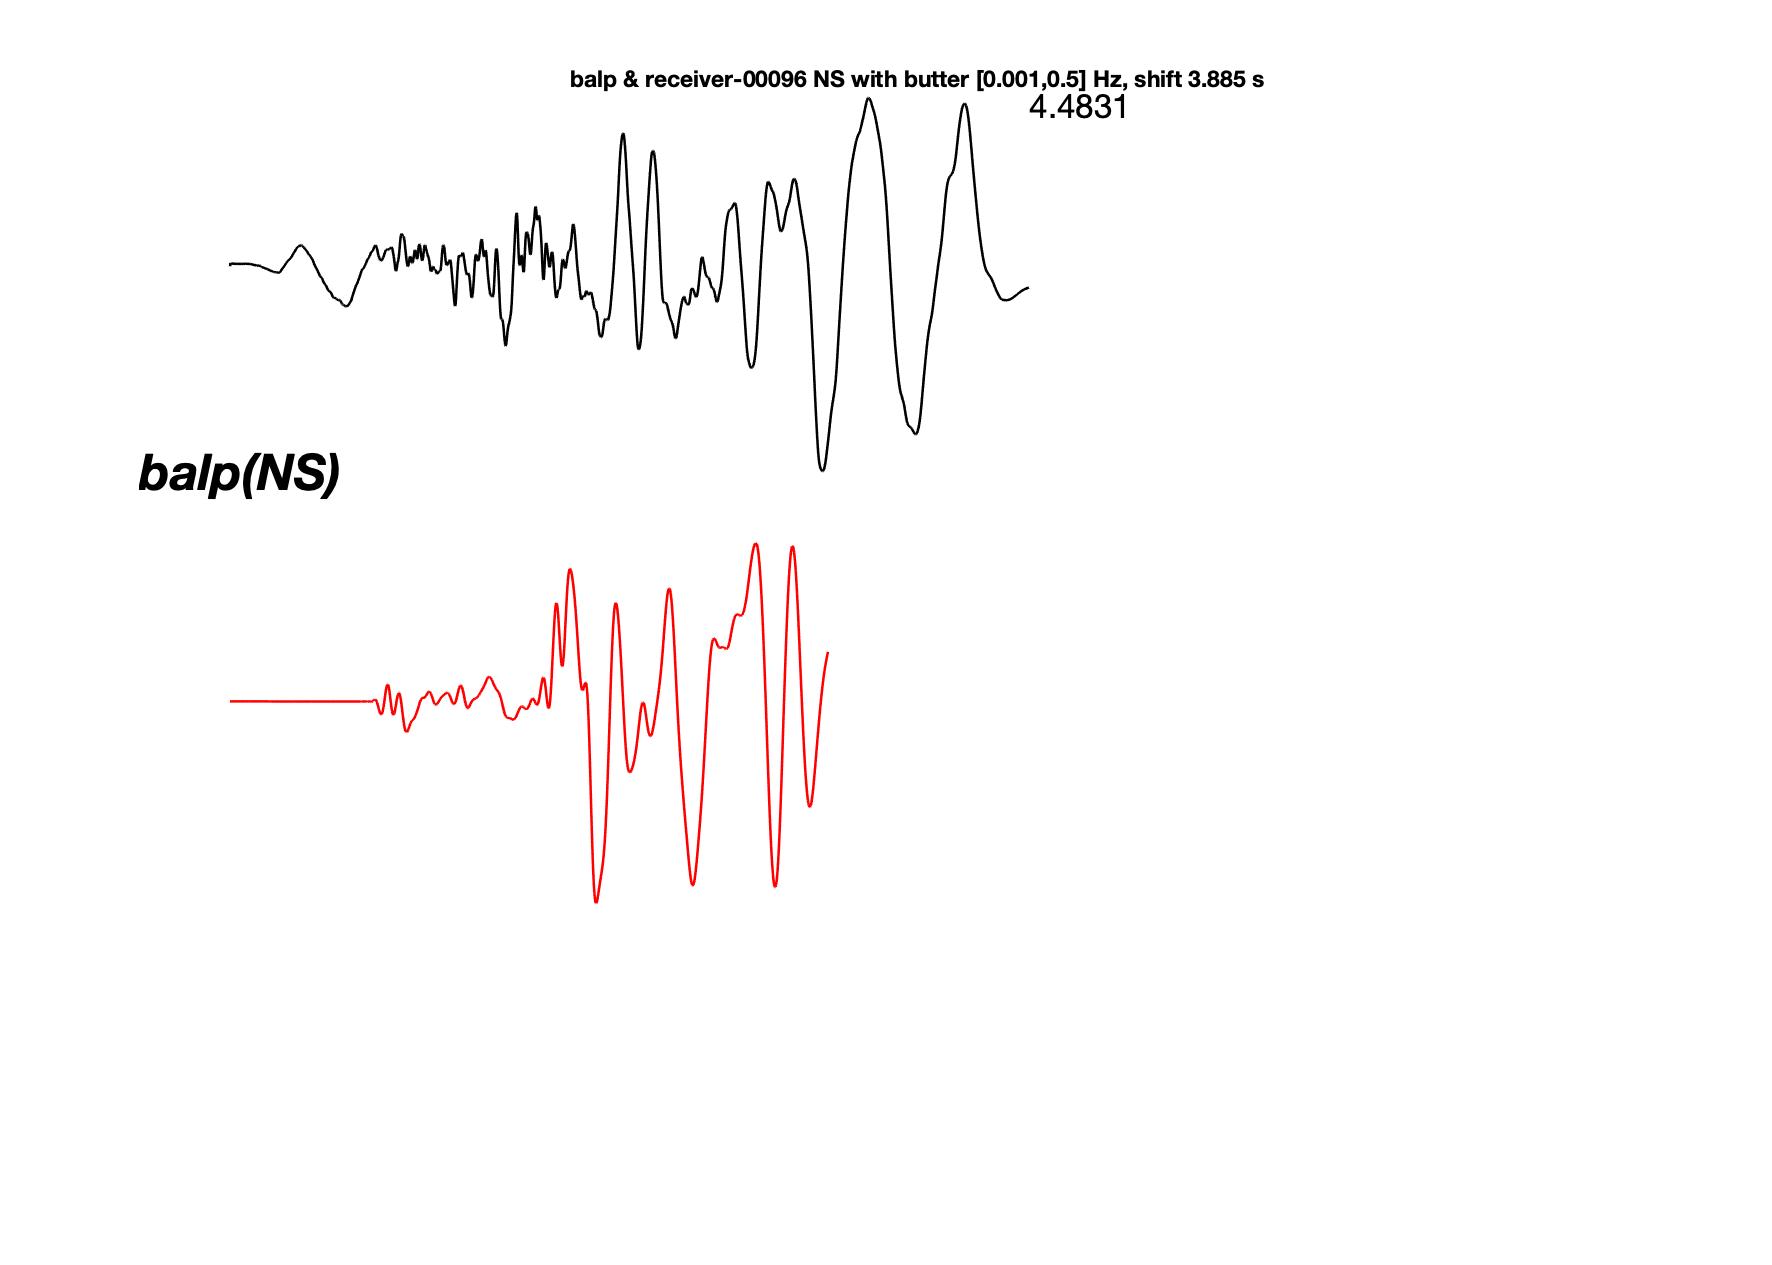 balp & receiver-00096 NS with butter [0.001,0.5] Hz, shift 3.885 s
4.4831
balp(NS)